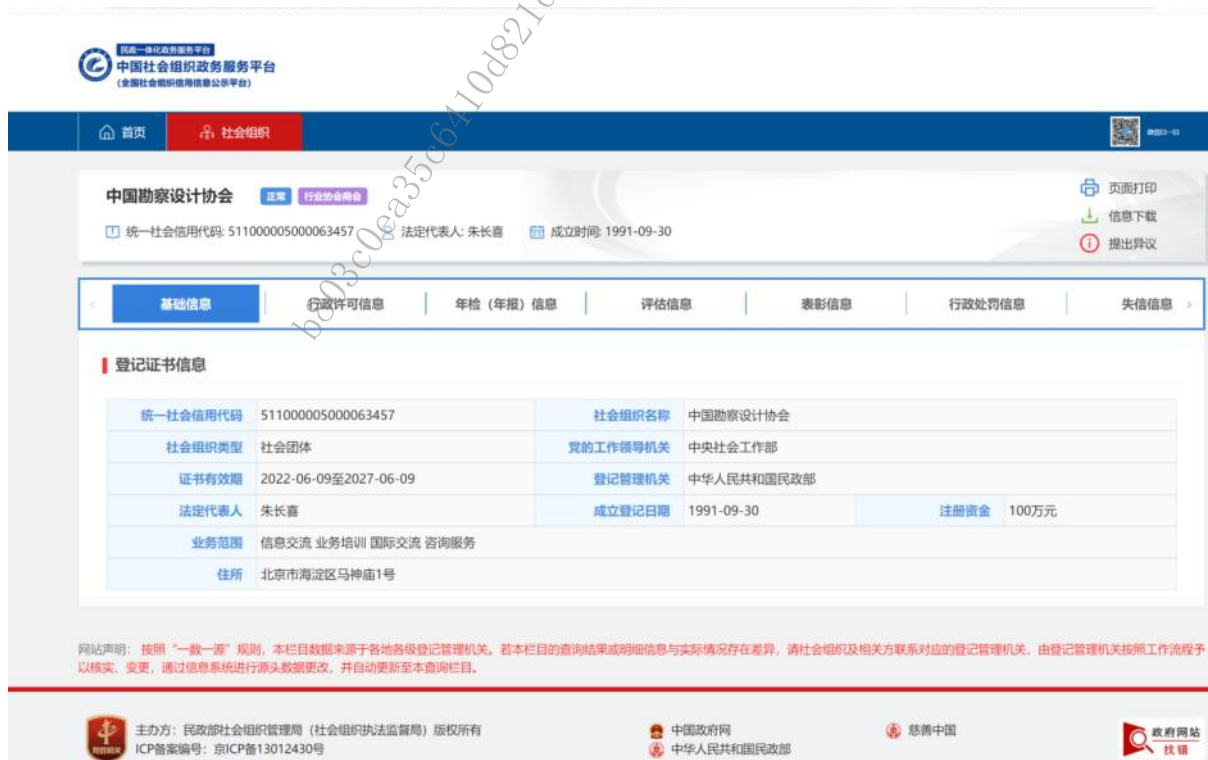 民政一体化政务服务平台
中国社会组织政务服务平台
(全国社会组织信用信息公示平台)
首页 社会组织
中国勘察设计协会 正常 行业协会商会
统一社会信用代码: 511000005000063457 法定代表人: 朱长喜 成立时间: 1991-09-30
页面打印
信息下载
提出异议
基础信息 行政许可信息 年检（年报）信息 评估信息 表彰信息 行政处罚信息 失信信息
登记证书信息
统一社会信用代码 511000005000063457 社会组织名称 中国勘察设计协会
社会组织类型 社会团体 党的工作领导机关 中央社会工作部
证书有效期 2022-06-09至2027-06-09 登记管理机关 中华人民共和国民政部
法定代表人 朱长喜 成立登记日期 1991-09-30 注册资金 100万元
业务范围 信息交流 业务培训 国际交流 咨询服务
住所 北京市海淀区马神庙1号
网站声明：按照“一数一源”规则，本栏目数据来源于各地各级登记管理机关。若本栏目的查询结果或明细信息与实际情况存在差异，请社会组织及相关方联系对应的登记管理机关，由登记管理机关按照工作流程予
以核实、变更，通过信息系统进行源头数据更改，并自动更新至本查询栏目。
主办方：民政部社会组织管理局（社会组织执法监督局）版权所有
ICP备案编号：京ICP备13012430号
中国政府网
中华人民共和国民政部
慈善中国
政府网站
找错
党政机关
b803c0ea35c6410d821